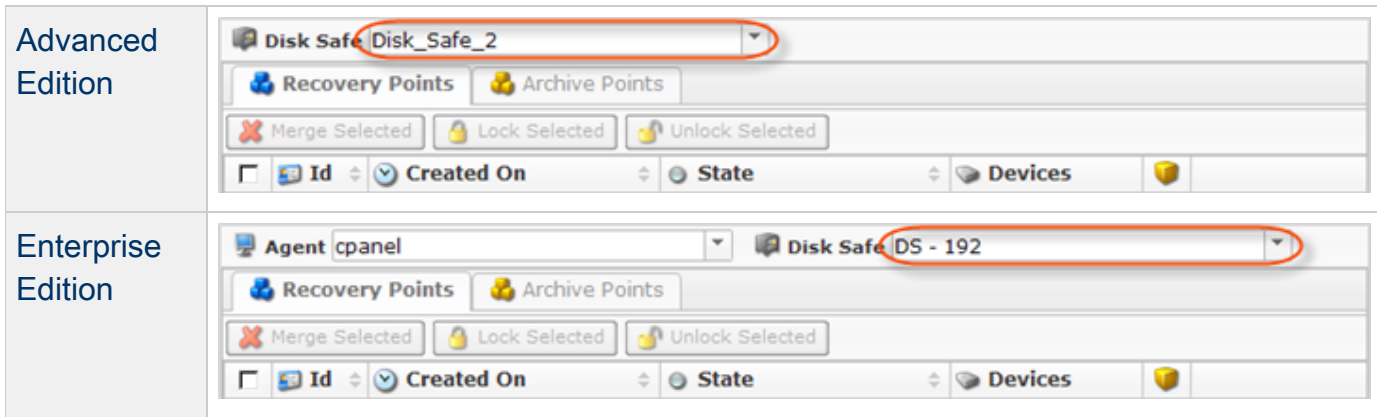 Advanced
Edition
Disk Safe Disk_Safe_2
Recovery Points Archive Points
Merge Selected Lock Selected Unlock Selected
Id Created On State Devices
Enterprise
Edition
Agent cpanel Disk Safe DS - 192
Recovery Points Archive Points
Merge Selected Lock Selected Unlock Selected
Id Created On State Devices